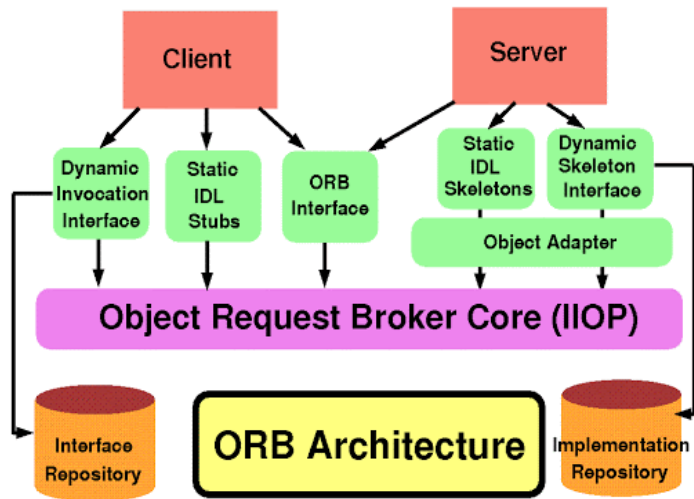 Client
Server
Dynamic
Invocation
Interface
Static
IDL
Stubs
ORB
Interface
Static
IDL
Skeletons
Dynamic
Skeleton
Interface
Object Adapter
Object Request Broker Core (IIOP)
Interface
Repository
ORB Architecture
Implementation
Repository